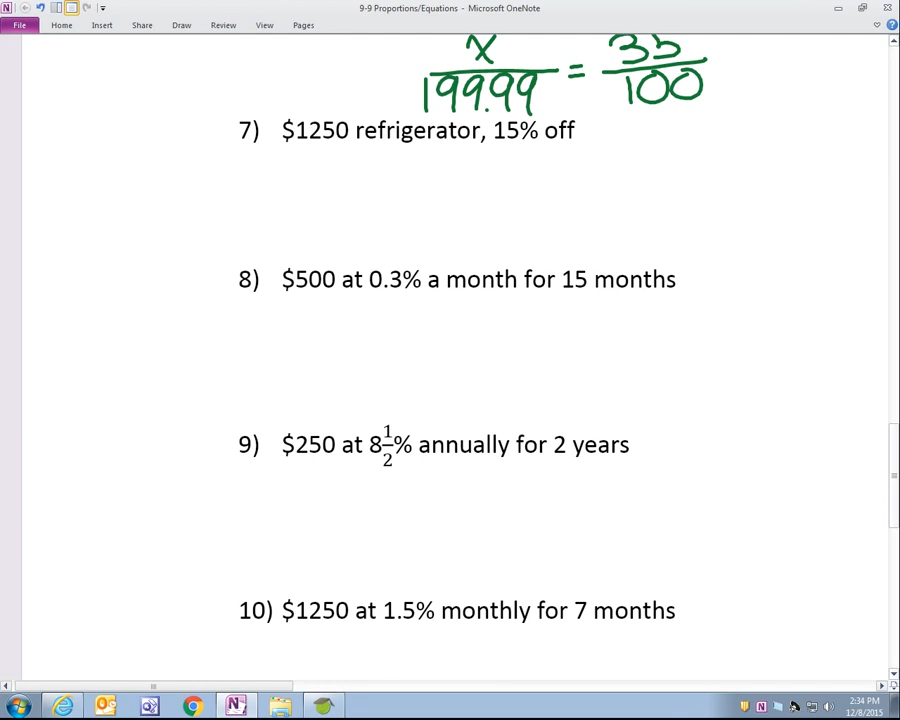 9-9 Proportions/Equations - Microsoft OneNote
File Home Insert Share Draw Review View Pages
x/199.99 = 35/100
7) $1250 refrigerator, 15% off
8) $500 at 0.3% a month for 15 months
9) $250 at 8 1/2% annually for 2 years
10) $1250 at 1.5% monthly for 7 months
2:34 PM
12/8/2015